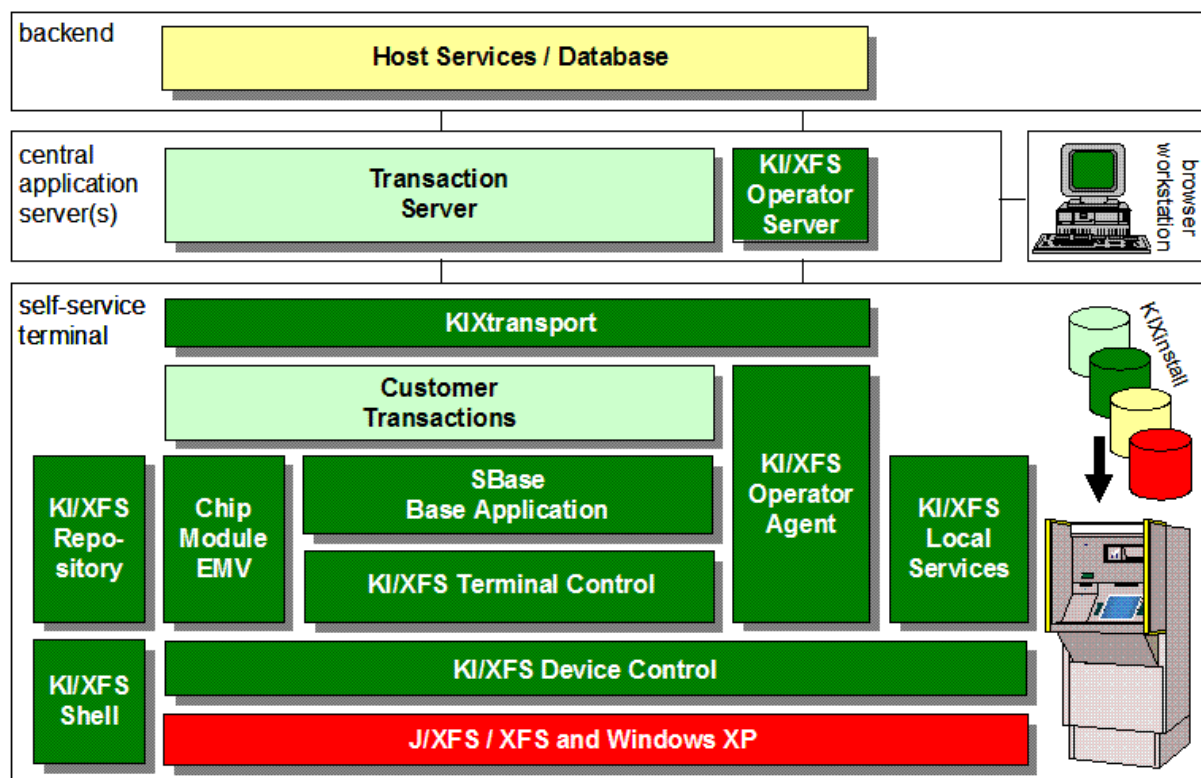 backend
Host Services / Database
central
application
server(s)
Transaction
Server
KI/XFS
Operator
Server
browser
workstation
self-service
terminal
KIXtransport
KIXinstall
Customer
Transactions
KI/XFS
Repo-
sitory
Chip
Module
EMV
SBase
Base Application
KI/XFS Terminal Control
KI/XFS
Operator
Agent
KI/XFS
Local
Services
KI/XFS
Shell
KI/XFS Device Control
J/XFS / XFS and Windows XP